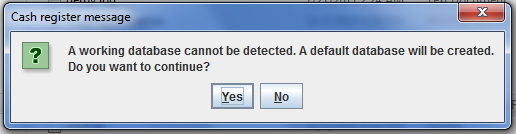 Cash register message
A working database cannot be detected. A default database will be created.
Do you want to continue?
Yes No